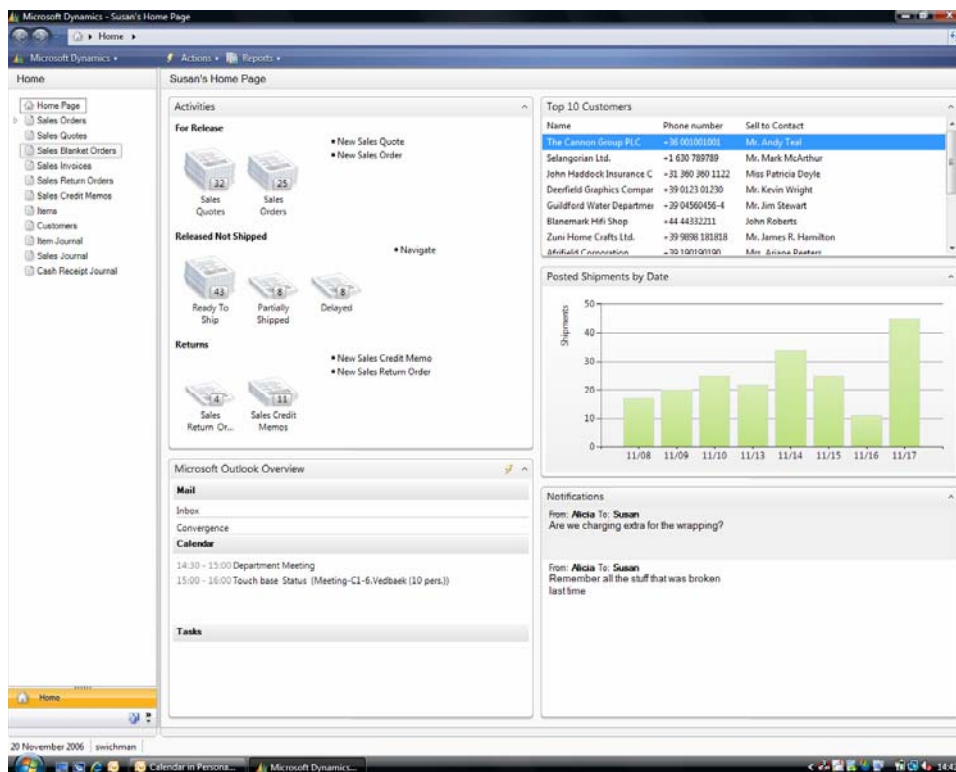 Microsoft Dynamics - Susan's Home Page
Home
Microsoft Dynamics
Actions
Reports
Home
Susan's Home Page
Home Page
Sales Orders
Sales Quotes
Sales Blanket Orders
Sales Invoices
Sales Return Orders
Sales Credit Memos
Items
Customers
Item Journal
Sales Journal
Cash Receipt Journal
Activities
For Release
New Sales Quote
New Sales Order
32
25
Sales Quotes
Sales Orders
Released Not Shipped
Navigate
43
8
8
Ready To Ship
Partially Shipped
Delayed
Returns
New Sales Credit Memo
New Sales Return Order
4
11
Sales Return Or...
Sales Credit Memos
Microsoft Outlook Overview
Mail
Inbox
Convergence
Calendar
14:30 - 15:00 Department Meeting
15:00 - 16:00 Touch base Status (Meeting-C1-6.Vedbaek (10 pers.))
Tasks
Top 10 Customers
Name Phone number Sell to Contact
The Cannon Group PLC +36 001001001 Mr. Andy Teal
Selangorian Ltd. +1 630 789789 Mr. Mark McArthur
John Haddock Insurance C +31 360 360 1122 Miss Patricia Doyle
Deerfield Graphics Compar +39 0123 01230 Mr. Kevin Wright
Guildford Water Departmer +39 04560456-4 Mr. Jim Stewart
Blanemark Hifi Shop +44 44332211 John Roberts
Zuni Home Crafts Ltd. +39 9898 181818 Mr. James R. Hamilton
Afrifield Corporation +39 190190190 Mrs. Ariane Peeters
Posted Shipments by Date
Shipments
50
40
30
20
10
0
11/08 11/09 11/10 11/13 11/14 11/15 11/16 11/17
Notifications
From: Alicia To: Susan
Are we charging extra for the wrapping?
From: Alicia To: Susan
Remember all the stuff that was broken
last time
Home
20 November 2006 swichman
Calendar in Persona...
Microsoft Dynamics...